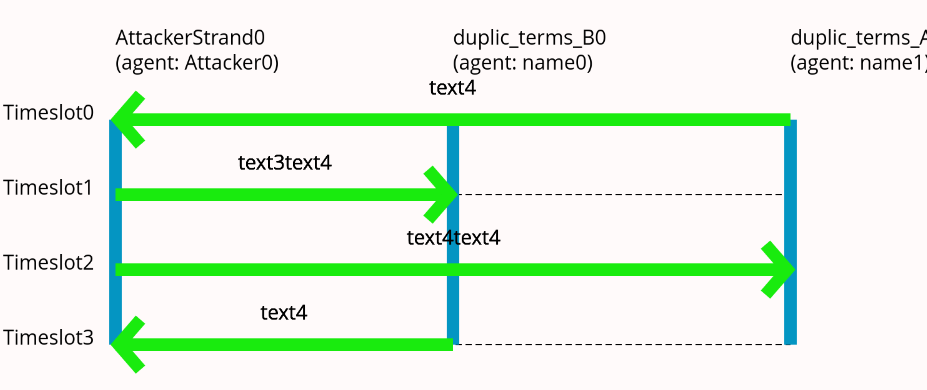 AttackerStrand0
(agent: Attacker0)
duplic_terms_B0
(agent: name0)
duplic_terms_A
(agent: name1)
text4
Timeslot0
text3text4
Timeslot1
text4text4
Timeslot2
text4
Timeslot3